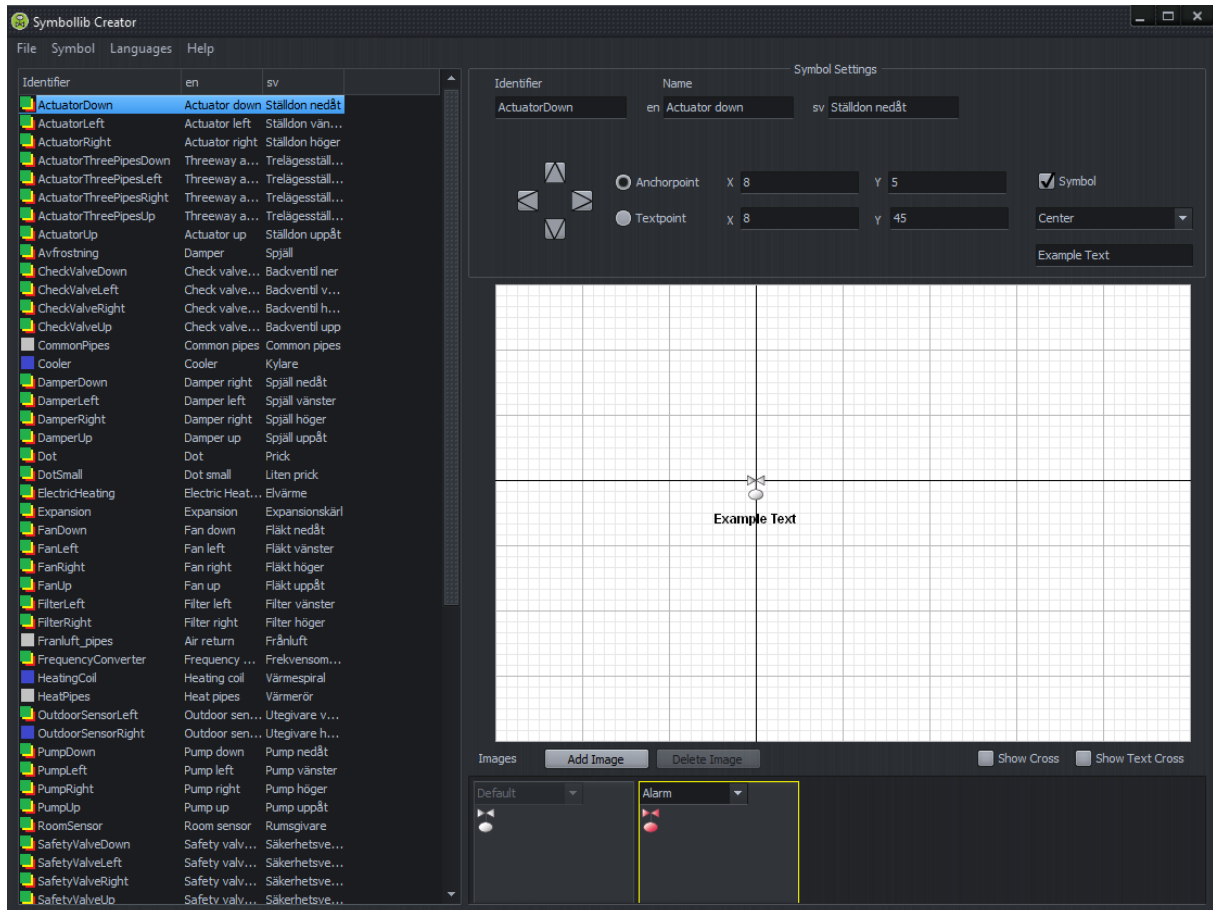 Symbollib Creator
File Symbol Languages Help
Identifier en sv
ActuatorDown Actuator down Ställdon nedåt
ActuatorLeft Actuator left Ställdon vän...
ActuatorRight Actuator right Ställdon höger
ActuatorThreePipesDown Threeway a... Trelägesställ...
ActuatorThreePipesLeft Threeway a... Trelägesställ...
ActuatorThreePipesRight Threeway a... Trelägesställ...
ActuatorThreePipesUp Threeway a... Trelägesställ...
ActuatorUp Actuator up Ställdon uppåt
Avfrostning Damper Spjäll
CheckValveDown Check valve... Backventil ner
CheckValveLeft Check valve... Backventil v...
CheckValveRight Check valve... Backventil h...
CheckValveUp Check valve... Backventil upp
CommonPipes Common pipes Common pipes
Cooler Cooler Kylare
DamperDown Damper right Spjäll nedåt
DamperLeft Damper left Spjäll vänster
DamperRight Damper right Spjäll höger
DamperUp Damper up Spjäll uppåt
Dot Dot Prick
DotSmall Dot small Liten prick
ElectricHeating Electric Heat... Elvärme
Expansion Expansion Expansionskärl
FanDown Fan down Fläkt nedåt
FanLeft Fan left Fläkt vänster
FanRight Fan right Fläkt höger
FanUp Fan up Fläkt uppåt
FilterLeft Filter left Filter vänster
FilterRight Filter right Filter höger
Franluft_pipes Air return Frånluft
FrequencyConverter Frequency ... Frekvensom...
HeatingCoil Heating coil Värmespiral
HeatPipes Heat pipes Värmerör
OutdoorSensorLeft Outdoor sen... Utegivare v...
OutdoorSensorRight Outdoor sen... Utegivare h...
PumpDown Pump down Pump nedåt
PumpLeft Pump left Pump vänster
PumpRight Pump right Pump höger
PumpUp Pump up Pump uppåt
RoomSensor Room sensor Rumsgivare
SafetyValveDown Safety valv... Säkerhetsve...
SafetyValveLeft Safety valv... Säkerhetsve...
SafetyValveRight Safety valv... Säkerhetsve...
SafetyValveUp Safety valv... Säkerhetsve...
Symbol Settings
Identifier Name
ActuatorDown en Actuator down sv Ställdon nedåt
Anchorpoint X 8 Y 5 Symbol
Textpoint X 8 Y 45 Center
Example Text
Example Text
Images Add Image Delete Image Show Cross Show Text Cross
Default Alarm